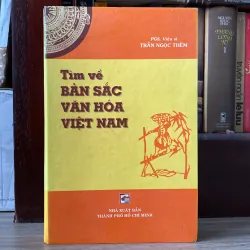 PGS. Viện sĩ
TRẦN NGỌC THÊM
Tìm về
BẢN SẮC
VĂN HÓA
VIỆT NAM
NHÀ XUẤT BẢN
THÀNH PHỐ HỒ CHÍ MINH